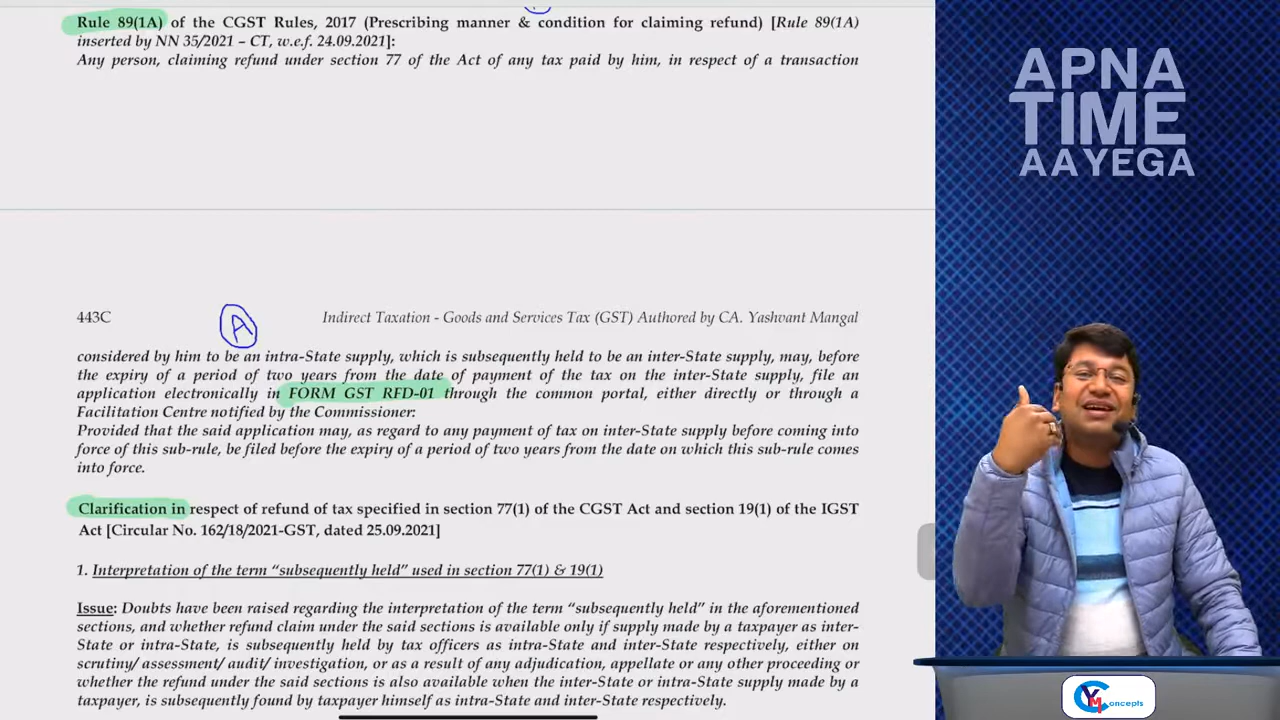 Rule 89(1A) of the CGST Rules, 2017 (Prescribing manner & condition for claiming refund) [Rule 89(1A)
inserted by NN 35/2021 – CT, w.e.f. 24.09.2021]:
Any person, claiming refund under section 77 of the Act of any tax paid by him, in respect of a transaction
443C
A
Indirect Taxation - Goods and Services Tax (GST) Authored by CA. Yashvant Mangal
considered by him to be an intra-State supply, which is subsequently held to be an inter-State supply, may, before
the expiry of a period of two years from the date of payment of the tax on the inter-State supply, file an
application electronically in FORM GST RFD-01 through the common portal, either directly or through a
Facilitation Centre notified by the Commissioner:
Provided that the said application may, as regard to any payment of tax on inter-State supply before coming into
force of this sub-rule, be filed before the expiry of a period of two years from the date on which this sub-rule comes
into force.
Clarification in respect of refund of tax specified in section 77(1) of the CGST Act and section 19(1) of the IGST
Act [Circular No. 162/18/2021-GST, dated 25.09.2021]
1. Interpretation of the term “subsequently held” used in section 77(1) & 19(1)
Issue: Doubts have been raised regarding the interpretation of the term “subsequently held” in the aforementioned
sections, and whether refund claim under the said sections is available only if supply made by a taxpayer as inter-
State or intra-State, is subsequently held by tax officers as intra-State and inter-State respectively, either on
scrutiny/ assessment/ audit/ investigation, or as a result of any adjudication, appellate or any other proceeding or
whether the refund under the said sections is also available when the inter-State or intra-State supply made by a
taxpayer, is subsequently found by taxpayer himself as intra-State and inter-State respectively.
APNA
TIME
AAYEGA
YM Concepts